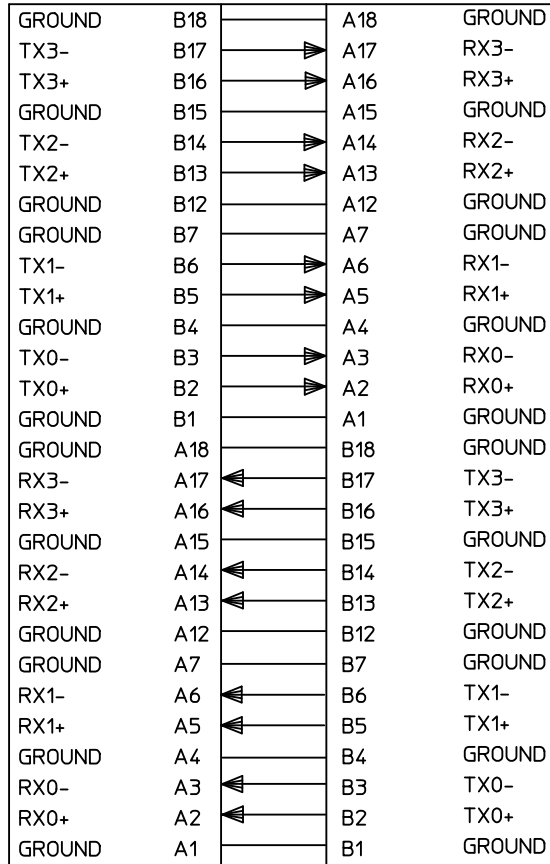 GROUND B18 A18 GROUND
TX3- B17 A17 RX3-
TX3+ B16 A16 RX3+
GROUND B15 A15 GROUND
TX2- B14 A14 RX2-
TX2+ B13 A13 RX2+
GROUND B12 A12 GROUND
GROUND B7 A7 GROUND
TX1- B6 A6 RX1-
TX1+ B5 A5 RX1+
GROUND B4 A4 GROUND
TX0- B3 A3 RX0-
TX0+ B2 A2 RX0+
GROUND B1 A1 GROUND
GROUND A18 B18 GROUND
RX3- A17 B17 TX3-
RX3+ A16 B16 TX3+
GROUND A15 B15 GROUND
RX2- A14 B14 TX2-
RX2+ A13 B13 TX2+
GROUND A12 B12 GROUND
GROUND A7 B7 GROUND
RX1- A6 B6 TX1-
RX1+ A5 B5 TX1+
GROUND A4 B4 GROUND
RX0- A3 B3 TX0-
RX0+ A2 B2 TX0+
GROUND A1 B1 GROUND